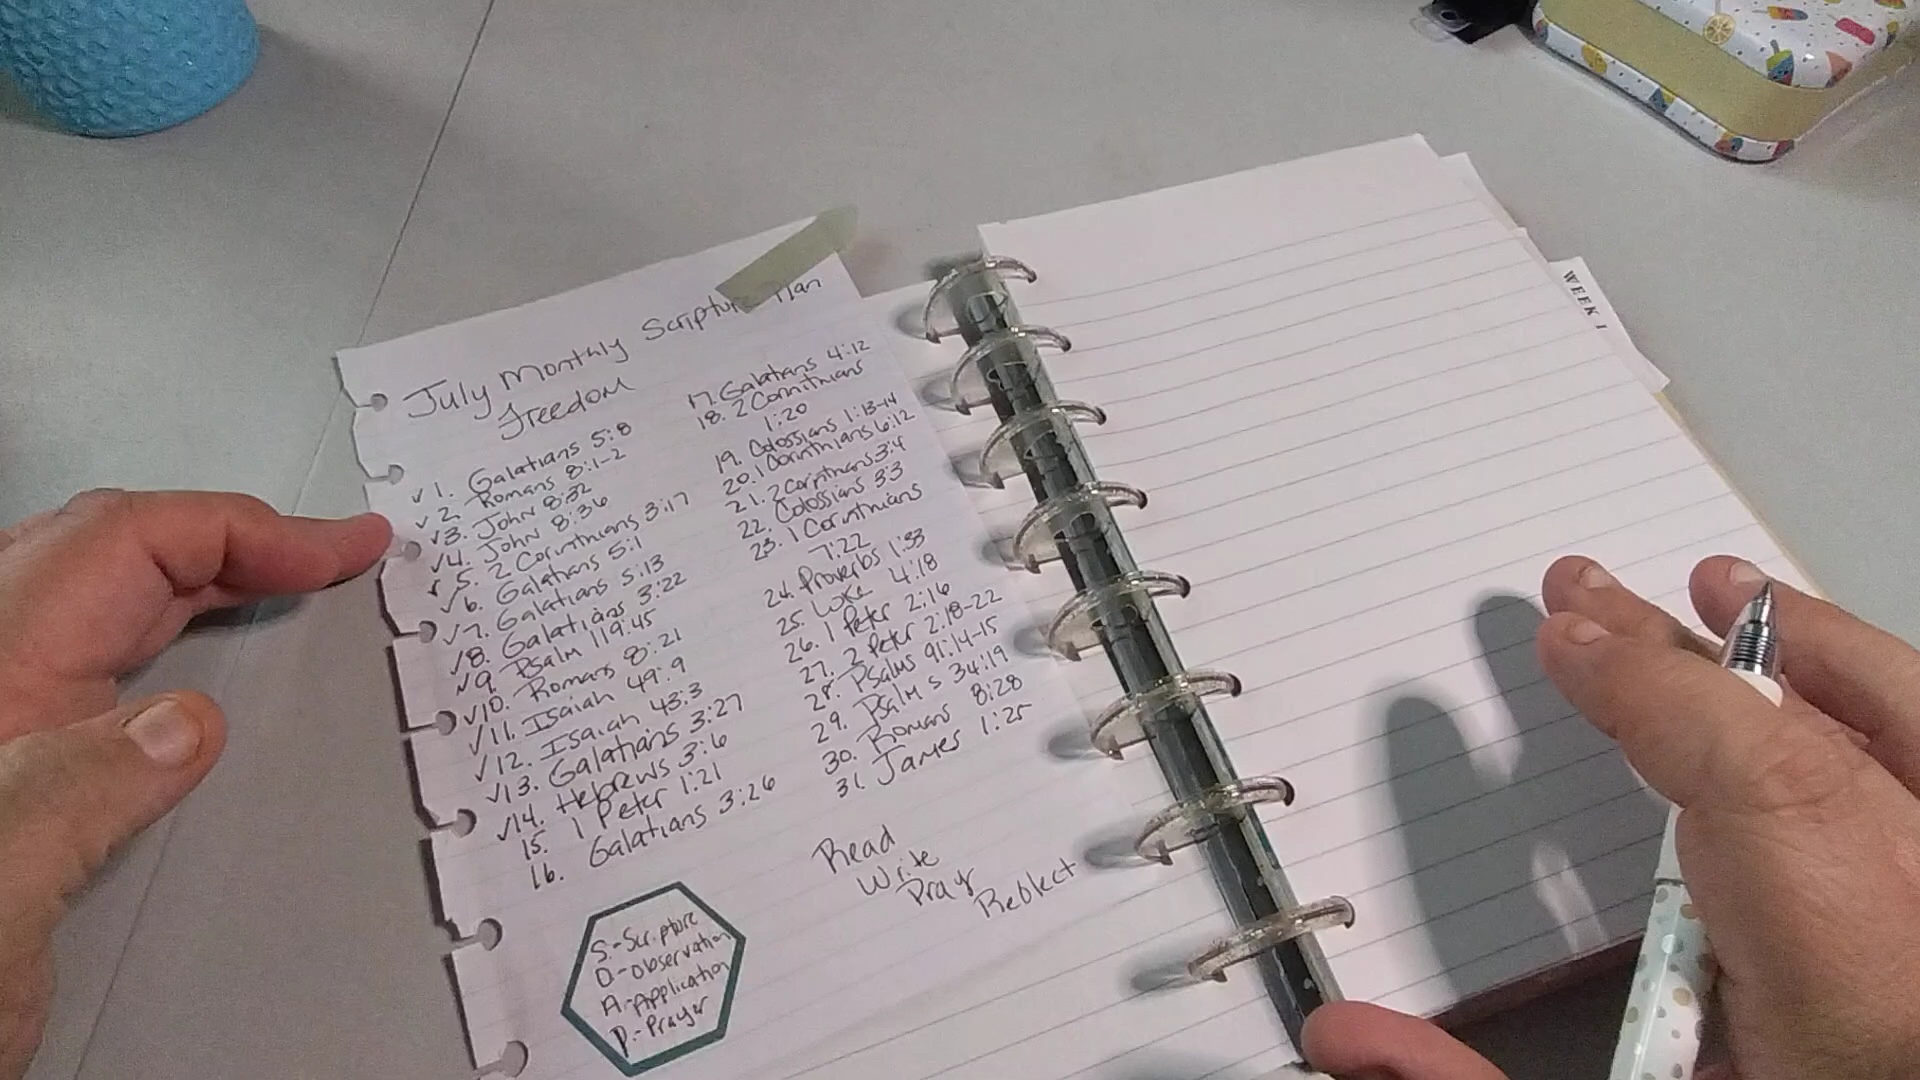 July Monthly Scripture Plan
Freedom
✓ 1. Galatians 5:8
✓ 2. Romans 8:1-2
✓ 3. John 8:32
✓ 4. John 8:36
✓ 5. 2 Corinthians 3:17
✓ 6. Galatians 5:1
✓ 7. Galatians 5:13
✓ 8. Galatians 3:22
✓ 9. Psalm 119:45
✓ 10. Romans 8:21
✓ 11. Isaiah 49:9
✓ 12. Isaiah 43:3
✓ 13. Galatians 3:27
✓ 14. Hebrews 3:6
15. 1 Peter 1:21
16. Galatians 3:26
17. Galatians 4:12
18. 2 Corinthians
1:20
19. Colossians 1:13-14
20. 1 Corinthians 6:12
21. 2 Corinthians 3:4
22. Colossians 3:3
23. 1 Corinthians
7:22
24. Proverbs 1:33
25. Luke 4:18
26. 1 Peter 2:16
27. 2 Peter 2:18-22
28. Psalms 91:14-15
29. Psalms 34:19
30. Romans 8:28
31. James 1:25
Read
Write
Pray
Reflect
S.-Scripture
O-Observation
A-Application
P.-Prayer
WEEK 1